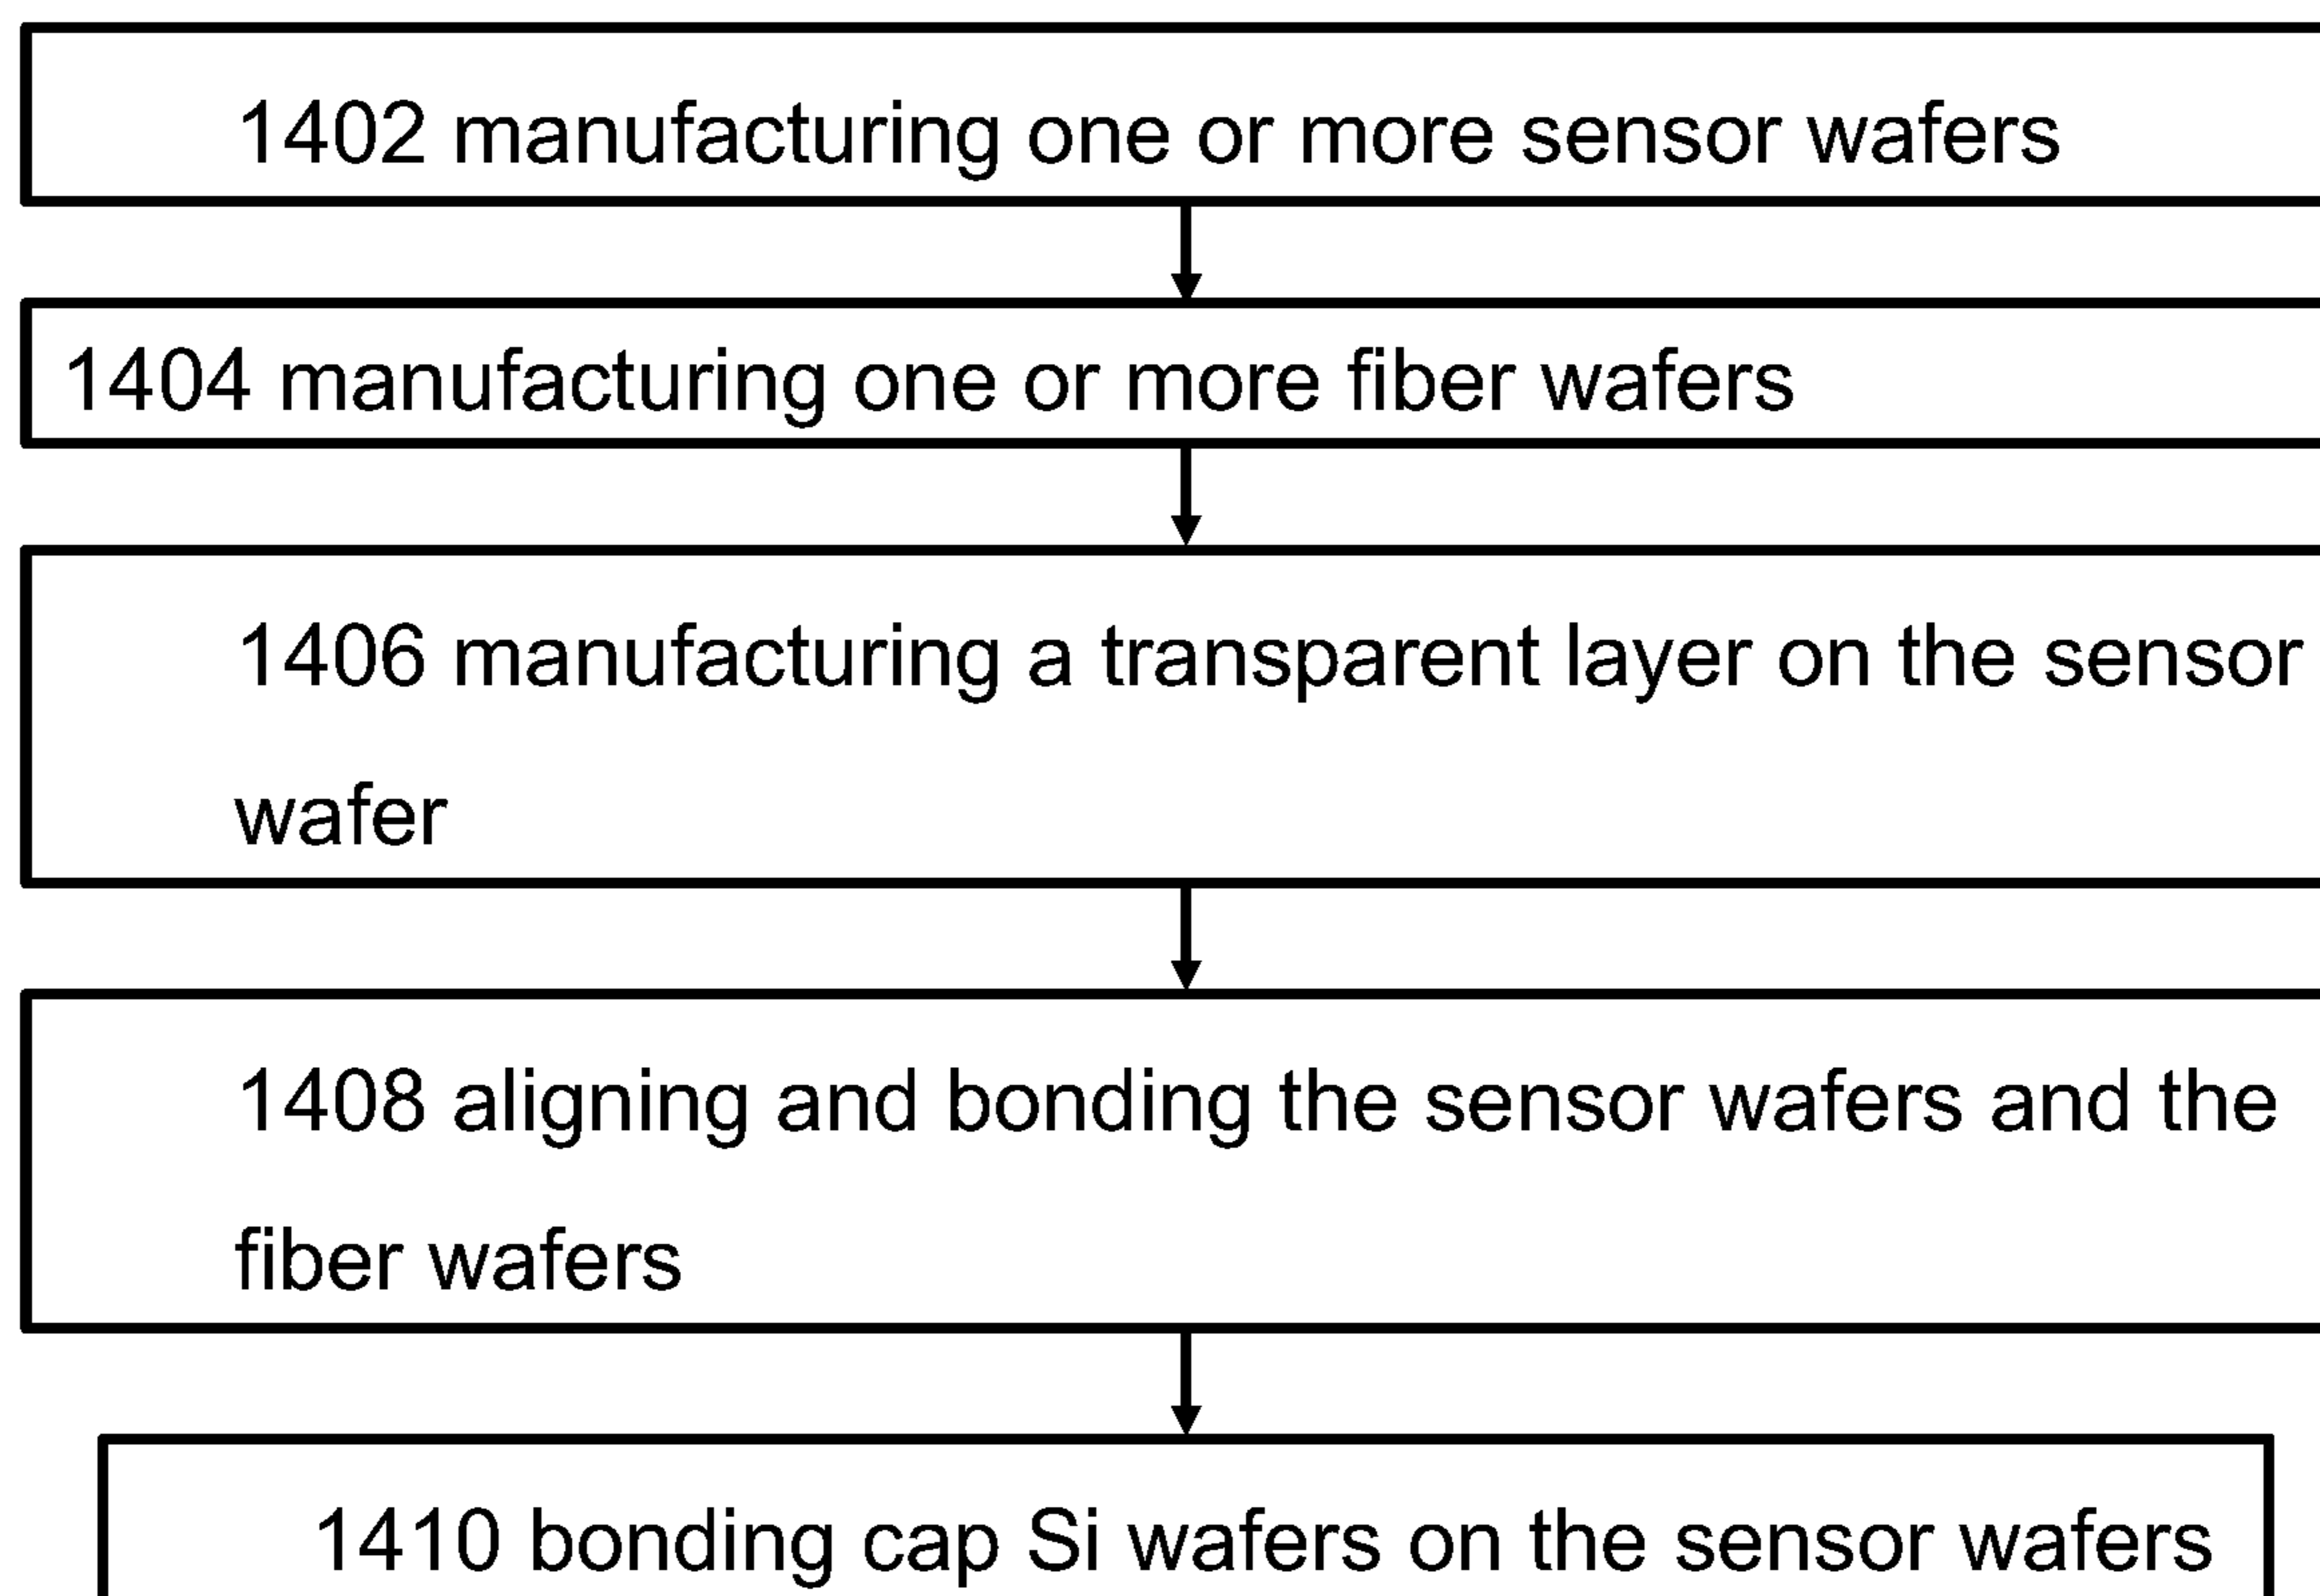 1402 manufacturing one or more sensor wafers
1404 manufacturing one or more fiber wafers
1406 manufacturing a transparent layer on the sensor
wafer
1408 aligning and bonding the sensor wafers and the
fiber wafers
1410 bonding cap Si wafers on the sensor wafers